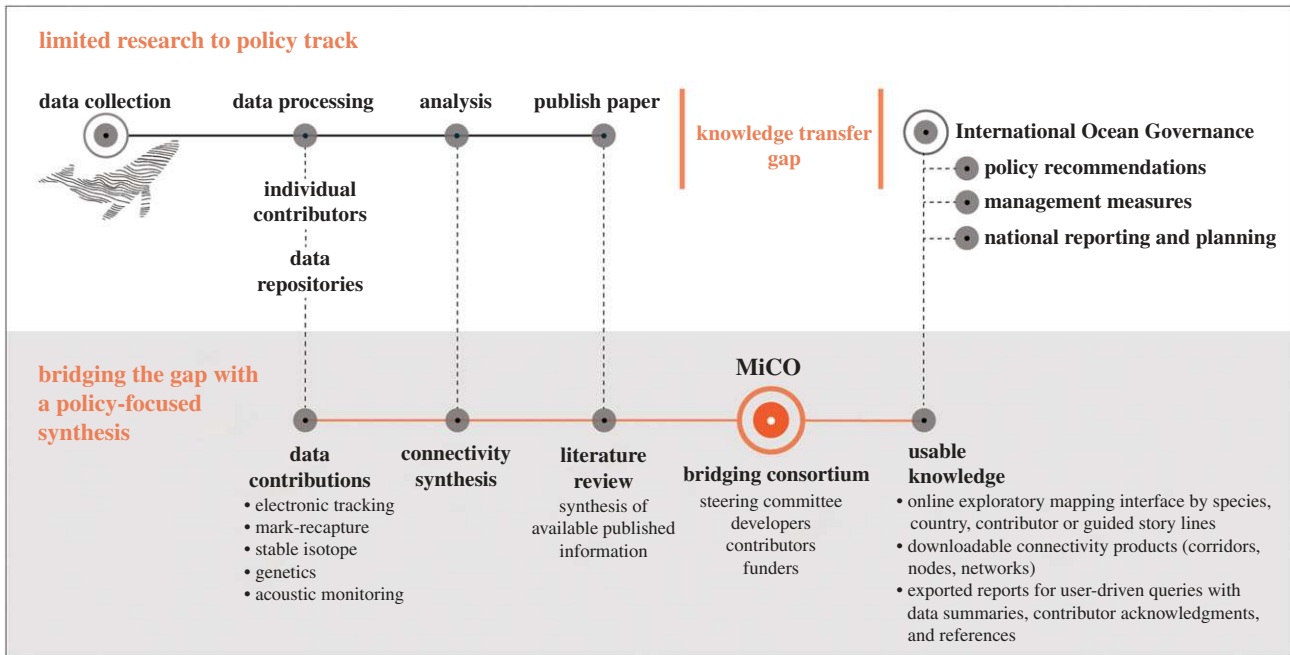 limited research to policy track
data collection
data processing
analysis
publish paper
knowledge transfer
gap
International Ocean Governance
policy recommendations
management measures
national reporting and planning
individual
contributors
data
repositories
bridging the gap with
a policy-focused
synthesis
MiCO
data
contributions
• electronic tracking
• mark-recapture
• stable isotope
• genetics
• acoustic monitoring
connectivity
synthesis
literature
review
synthesis of
available published
information
bridging consortium
steering committee
developers
contributors
funders
usable
knowledge
• online exploratory mapping interface by species,
country, contributor or guided story lines
• downloadable connectivity products (corridors,
nodes, networks)
• exported reports for user-driven queries with
data summaries, contributor acknowledgments,
and references